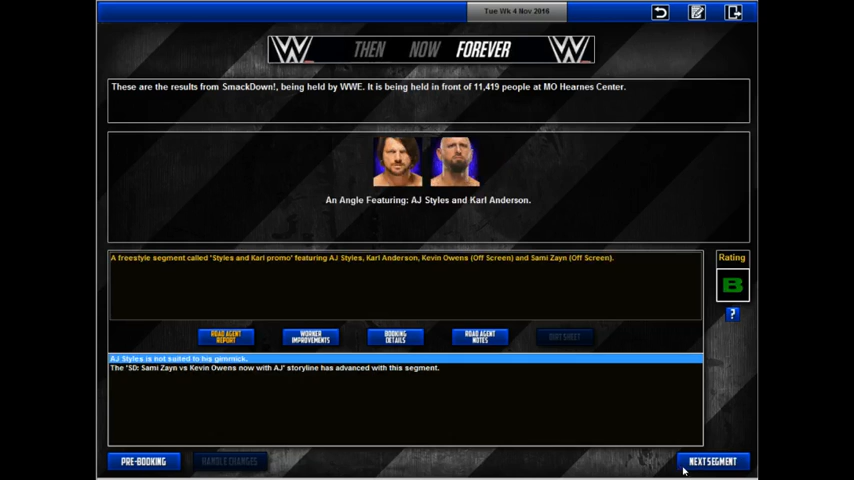 Tue Wk 4 Nov 2016
THEN NOW FOREVER
These are the results from SmackDown!, being held by WWE. It is being held in front of 11,419 people at MO Hearnes Center.
An Angle Featuring: AJ Styles and Karl Anderson.
A freestyle segment called 'Styles and Karl promo' featuring AJ Styles, Karl Anderson, Kevin Owens (Off Screen) and Sami Zayn (Off Screen).
Rating
B
?
ROAD AGENT REPORT
WORKER IMPROVEMENTS
BOOKING DETAILS
ROAD AGENT NOTES
DIRT SHEET
AJ Styles is not suited to his gimmick.
The 'SD: Sami Zayn vs Kevin Owens now with AJ' storyline has advanced with this segment.
PRE-BOOKING
HANDLE CHANGES
NEXT SEGMENT